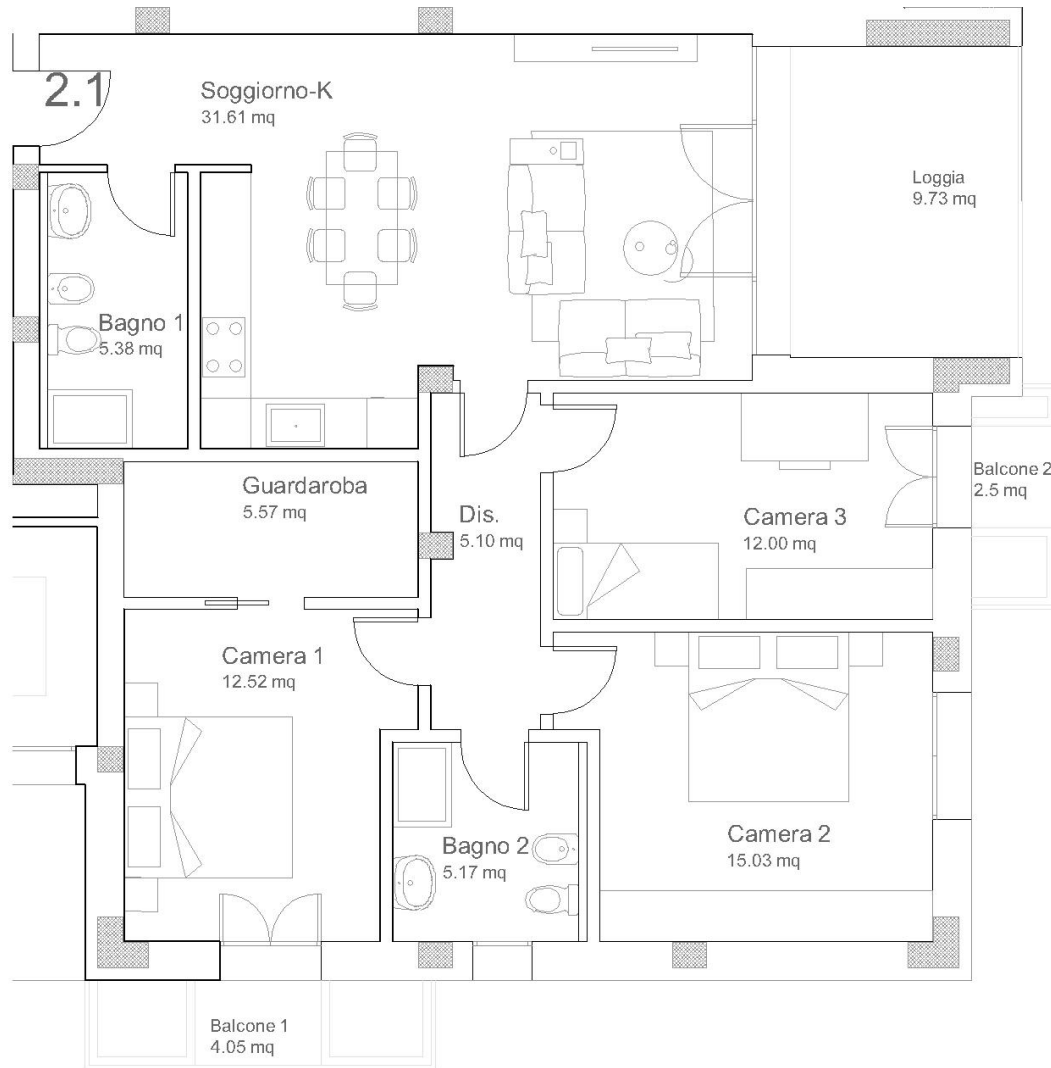 2.1
Soggiorno-K
31.61 mq
Loggia
9.73 mq
Bagno 1
5.38 mq
Guardaroba
5.57 mq
Dis.
5.10 mq
Camera 3
12.00 mq
Balcone 2
2.5 mq
Camera 1
12.52 mq
Camera 2
15.03 mq
Bagno 2
5.17 mq
Balcone 1
4.05 mq